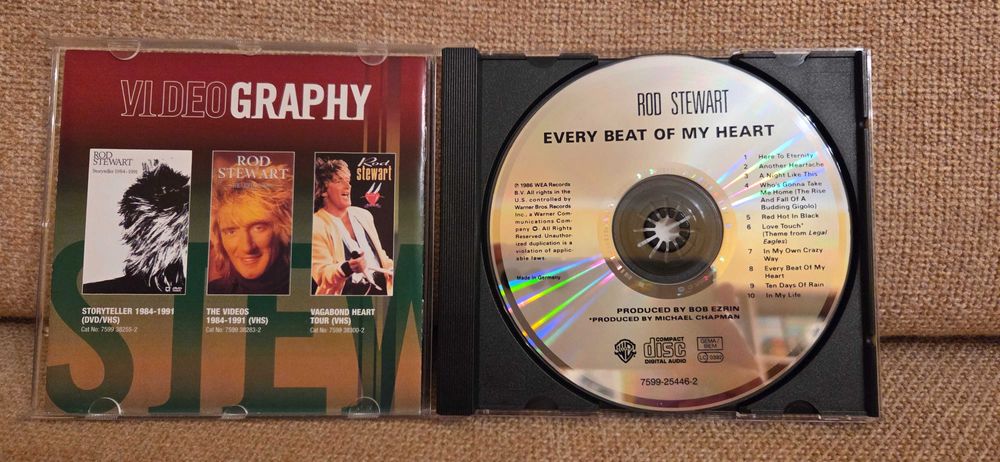 VIDEOGRAPHY
ROD
STEWART
Storyteller 1984-1991
ROD
STEWART
Rod
stewart
STORYTELLER 1984-1991
(DVD/VHS)
Cat No: 7599 38255-2
THE VIDEOS
1984-1991 (VHS)
Cat No: 7599 38283-2
VAGABOND HEART
TOUR (VHS)
Cat No: 7599 38300-2
STEW
ROD STEWART
EVERY BEAT OF MY HEART
℗ 1986 WEA Records
B.V. All rights in the
U.S. controlled by
Warner Bros. Records
Inc., a Warner Com-
munications Com-
pany. All Rights
Reserved. Unautho-
rized duplication is a
violation of applic-
able laws.
Made in Germany
1 Here To Eternity
2 Another Heartache
3 A Night Like This
4 Who's Gonna Take
Me Home (The Rise
And Fall Of A
Budding Gigolo)
5 Red Hot In Black
6 Love Touch*
(Theme from Legal
Eagles)
7 In My Own Crazy
Way
8 Every Beat Of My
Heart
9 Ten Days Of Rain
10 In My Life
PRODUCED BY BOB EZRIN
*PRODUCED BY MICHAEL CHAPMAN
COMPACT
disc
DIGITAL AUDIO
GEMA/
BIEM
LC 0392
7599-25446-2